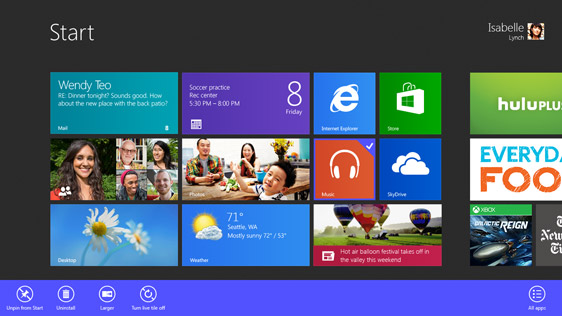 Start
Isabelle
Lynch
Wendy Teo
RE: Dinner tonight? Sounds good. How
about the new place with the back patio?
Mail
8
Soccer practice
Rec center
5:30 PM – 8:00 PM
8
Friday
Internet Explorer
Store
huluPLUS
Photos
Music
SkyDrive
EVERYDA
FOO
Desktop
71°
Seattle, WA
Mostly sunny 72° / 53°
Weather
Hot air balloon festival takes off in
the valley this weekend
XBOX
GALACTIC REIGN
Unpin from Start
Uninstall
Larger
Turn live tile off
All apps